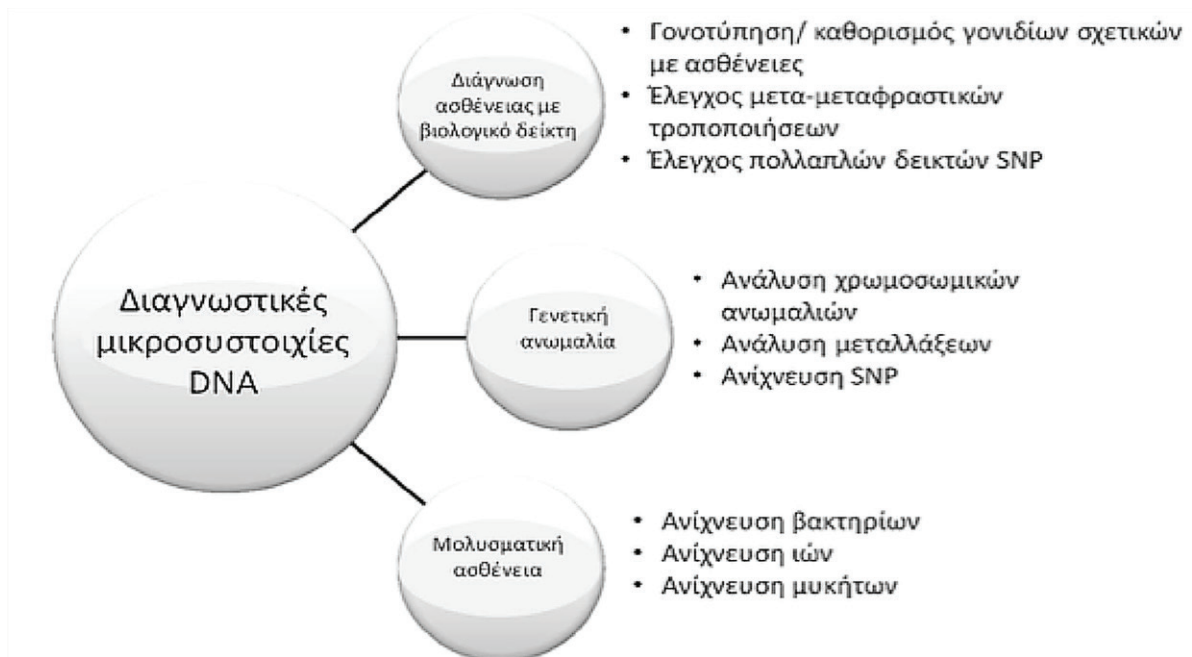 Διαγνωστικές
μικροσυστοιχίες
DNA
Διάγνωση
ασθένειας με
βιολογικό δείκτη
• Γονοτύπηση/ καθορισμός γονιδίων σχετικών
με ασθένειες
• Έλεγχος μετα-μεταφραστικών
τροποποιήσεων
• Έλεγχος πολλαπλών δεικτών SNP
Γενετική
ανωμαλία
• Ανάλυση χρωμοσωμικών
ανωμαλιών
• Ανάλυση μεταλλάξεων
• Ανίχνευση SNP
Μολυσματική
ασθένεια
• Ανίχνευση βακτηρίων
• Ανίχνευση ιών
• Ανίχνευση μυκήτων